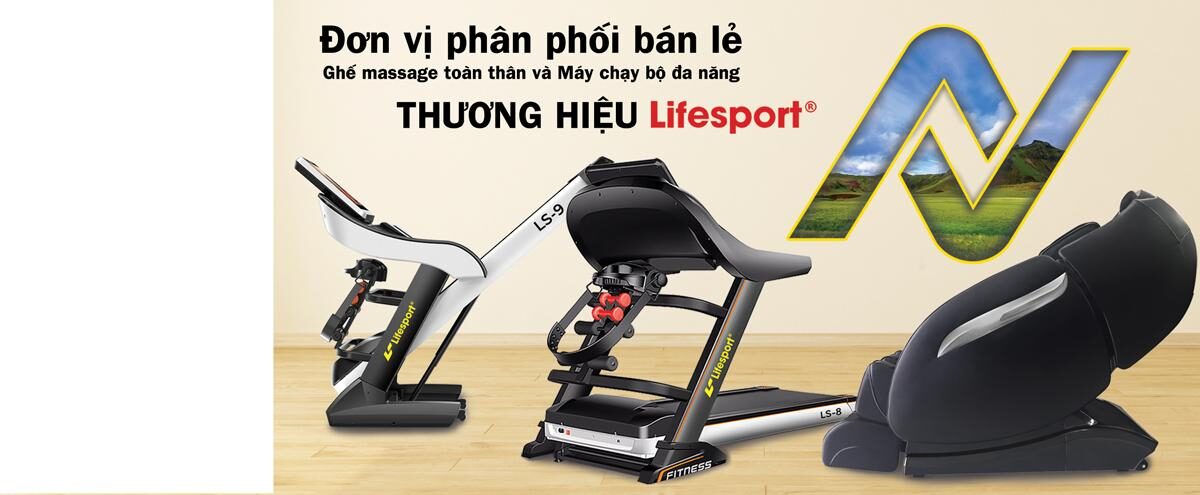 Đơn vị phân phối bán lẻ
Ghế massage toàn thân và Máy chạy bộ đa năng
THƯƠNG HIỆU Lifesport®
LS-9
Lifesport®
Lifesport®
LS-8
FITNESS